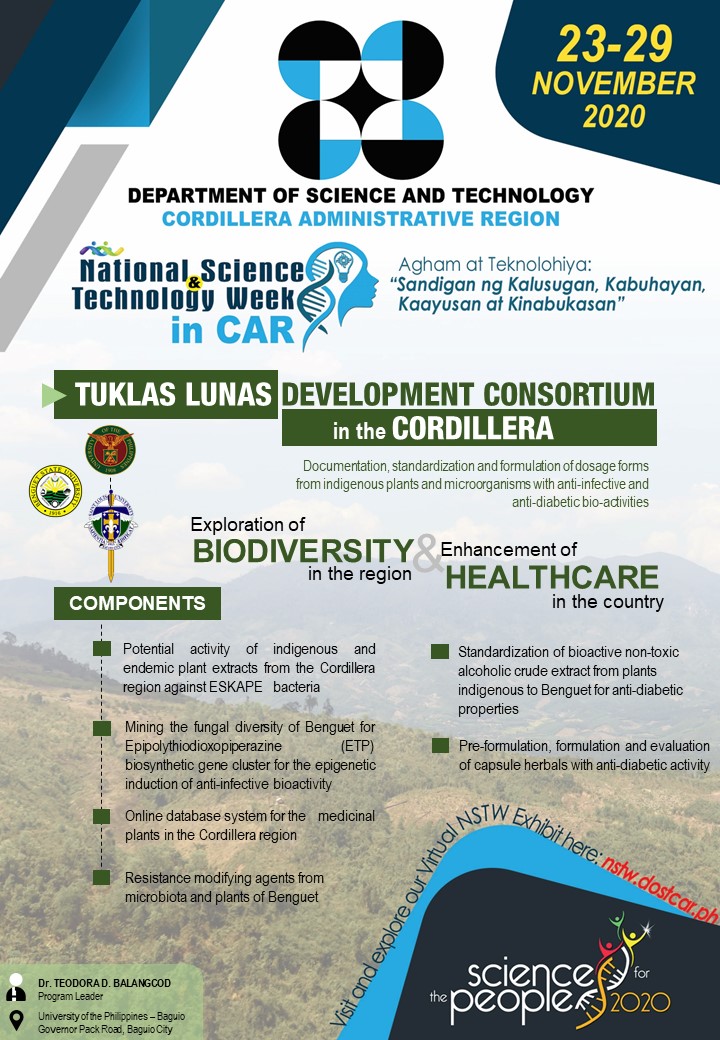 23-29
NOVEMBER
2020
DEPARTMENT OF SCIENCE AND TECHNOLOGY
CORDILLERA ADMINISTRATIVE REGION
National Science
&
Technology Week
in CAR
Agham at Teknolohiya:
“Sandigan ng Kalusugan, Kabuhayan,
Kaayusan at Kinabukasan”
TUKLAS LUNAS DEVELOPMENT CONSORTIUM
in the CORDILLERA
Documentation, standardization and formulation of dosage forms
from indigenous plants and microorganisms with anti-infective and
anti-diabetic bio-activities
Exploration of
BIODIVERSITY
in the region
&
Enhancement of
HEALTHCARE
in the country
BENGUET STATE UNIVERSITY
1916
COMPONENTS
Potential activity of indigenous and
endemic plant extracts from the Cordillera
region against ESKAPE bacteria
Mining the fungal diversity of Benguet for
Epipolythiodioxopiperazine (ETP)
biosynthetic gene cluster for the epigenetic
induction of anti-infective bioactivity
Online database system for the medicinal
plants in the Cordillera region
Resistance modifying agents from
microbiota and plants of Benguet
Standardization of bioactive non-toxic
alcoholic crude extract from plants
indigenous to Benguet for anti-diabetic
properties
Pre-formulation, formulation and evaluation
of capsule herbals with anti-diabetic activity
Visit and explore our Virtual NSTW Exhibit here: nstw.dostcar.ph
science for
the people 2020
Dr. TEODORA D. BALANGCOD
Program Leader
University of the Philippines – Baguio
Governor Pack Road, Baguio City